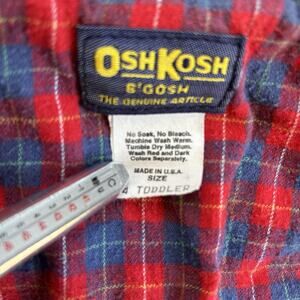 OSHKOSH
B'GOSH
THE GENUINE ARTICLE
No Soak, No Bleach.
Machine Wash Warm.
Tumble Dry Medium.
Wash Red and Dark
Colors Separately.
MADE IN U.S.A.
SIZE
4 TODDLER